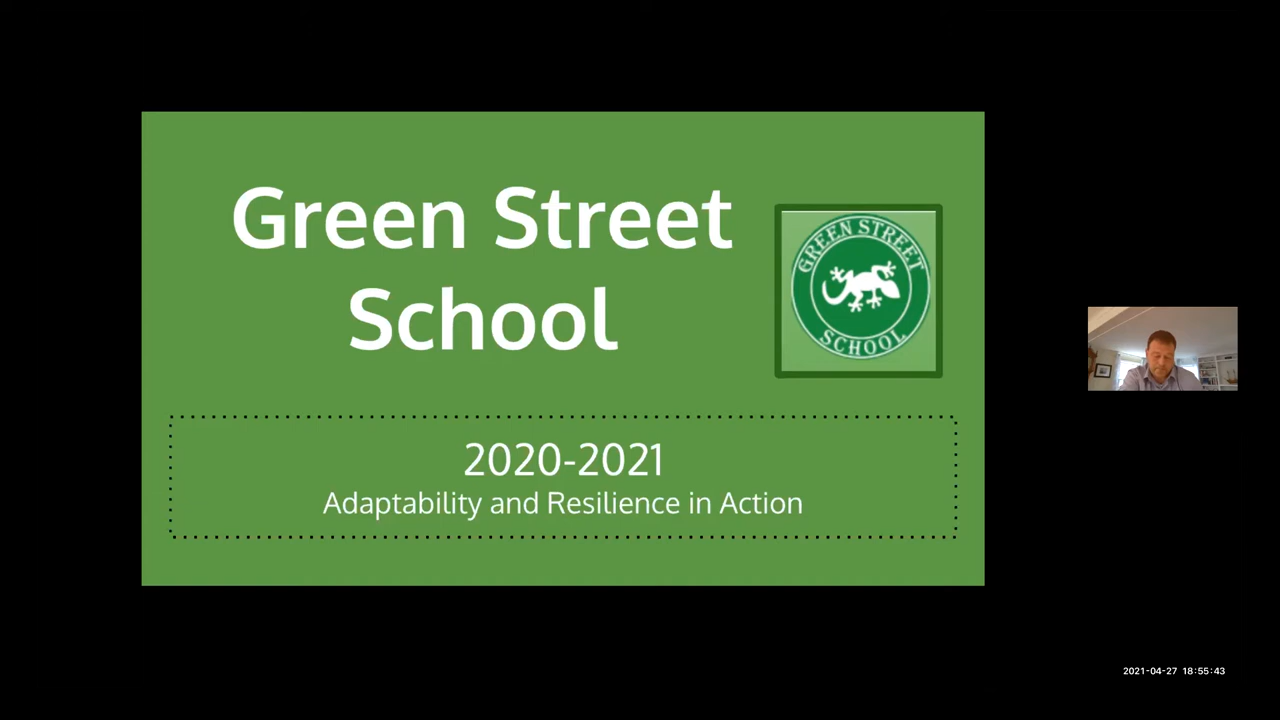 Green Street
School
GREEN STREET
SCHOOL
2020-2021
Adaptability and Resilience in Action
2021-04-27 18:55:43